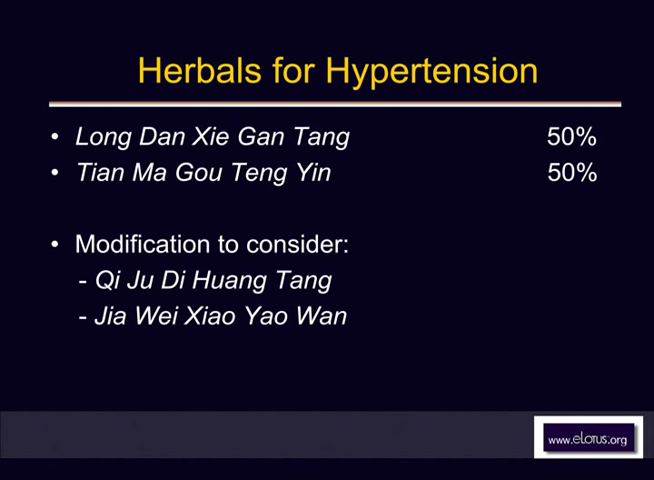 Herbals for Hypertension
• Long Dan Xie Gan Tang 50%
• Tian Ma Gou Teng Yin 50%
• Modification to consider:
- Qi Ju Di Huang Tang
- Jia Wei Xiao Yao Wan
www.eLotus.org